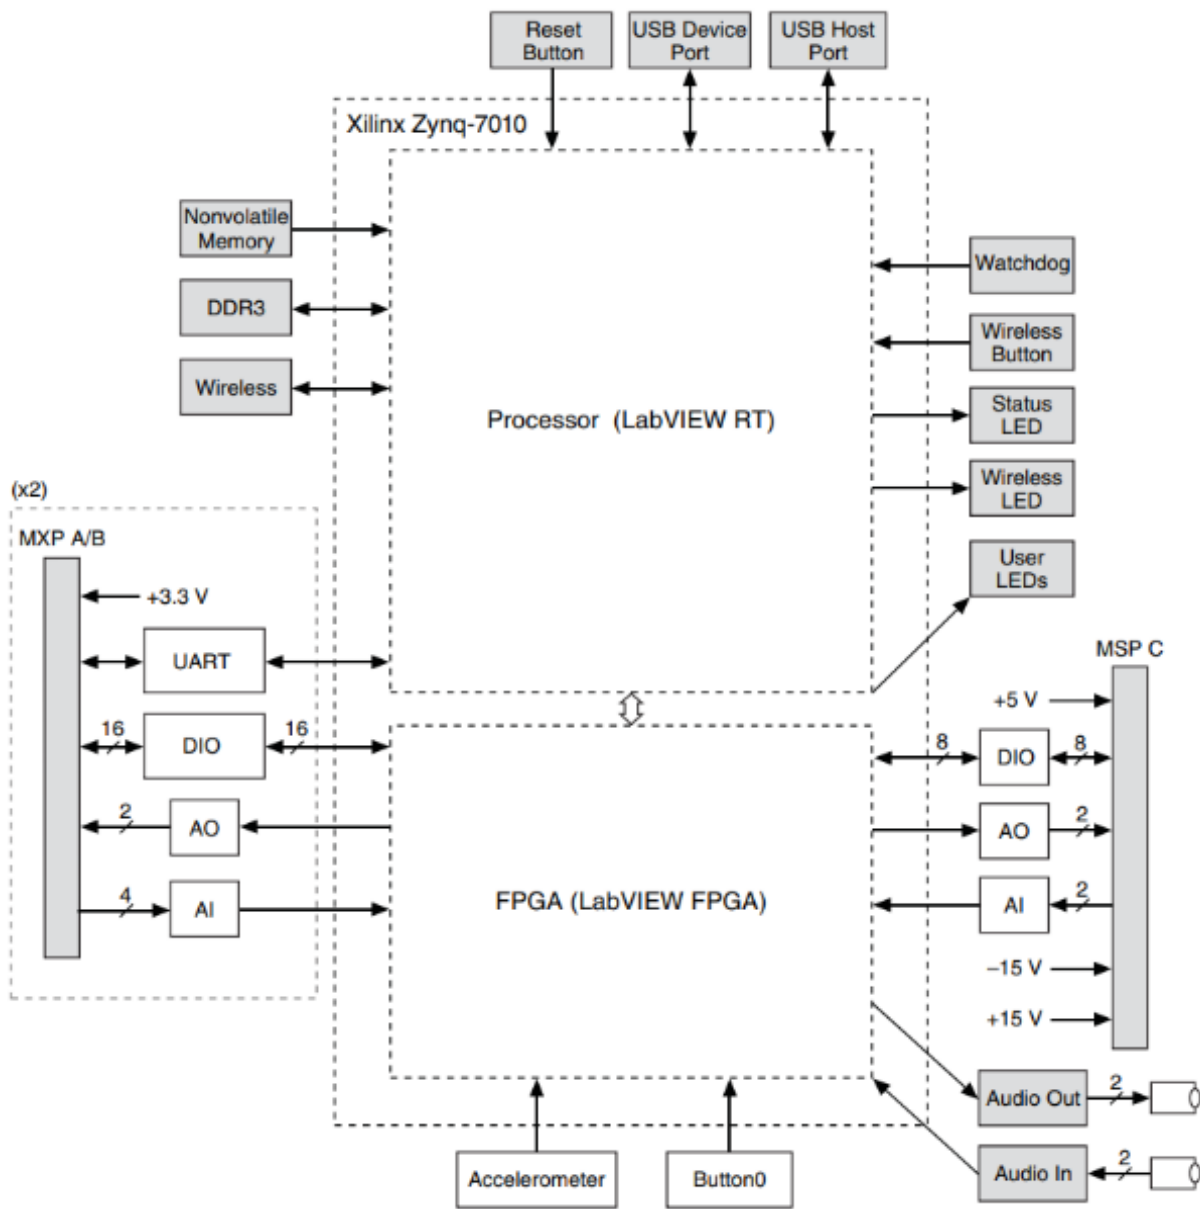 Reset
Button
USB Device
Port
USB Host
Port
Xilinx Zynq-7010
Nonvolatile
Memory
DDR3
Wireless
Processor (LabVIEW RT)
Watchdog
Wireless
Button
Status
LED
Wireless
LED
User
LEDs
(x2)
MXP A/B
+3.3 V
UART
16
DIO
16
2
AO
4
AI
FPGA (LabVIEW FPGA)
MSP C
+5 V
8
DIO
8
AO
2
AI
2
–15 V
+15 V
Audio Out
2
Audio In
2
Accelerometer
Button0